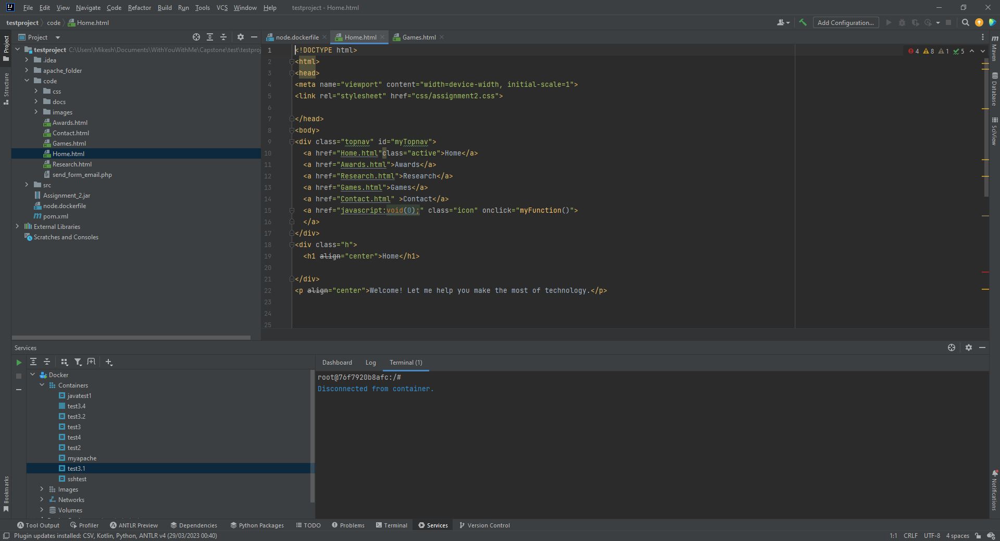 File Edit View Navigate Code Refactor Build Run Tools VCS Window Help testproject - Home.html
testproject code Home.html Add Configuration...
Project
node.dockerfile Home.html Games.html
testproject C:\Users\Mikesh\Documents\WithYouWithMe\Capstone\test\testproj
.idea
apache_folder
code
css
docs
images
Awards.html
Contact.html
Games.html
Home.html
Research.html
send_form_email.php
src
Assignment_2.jar
node.dockerfile
pom.xml
External Libraries
Scratches and Consoles
4 8 1 5
1 <!DOCTYPE html>
2 <html>
3 <head>
4 <meta name="viewport" content="width=device-width, initial-scale=1">
5 <link rel="stylesheet" href="css/assignment2.css">
6
7 </head>
8 <body>
9 <div class="topnav" id="myTopnav">
10 <a href="Home.html"class="active">Home</a>
11 <a href="Awards.html">Awards</a>
12 <a href="Research.html">Research</a>
13 <a href="Games.html">Games</a>
14 <a href="Contact.html" >Contact</a>
15 <a href="javascript:void(0);" class="icon" onclick="myFunction()">
16 </a>
17 </div>
18 <div class="h">
19 <h1 align="center">Home</h1>
20
21 </div>
22 <p align="center">Welcome! Let me help you make the most of technology.</p>
23
24
25
Project
Structure
Bookmarks
Maven
Database
SciView
Notifications
Services
Dashboard Log Terminal (1)
Docker
Containers
javatest1
test3.4
test3.2
test3
test4
test2
myapache
test3.1
sshtest
Images
Networks
Volumes
root@76f7920b8afc:/#
Disconnected from container.
Tool Output Profiler ANTLR Preview Dependencies Python Packages TODO Problems Terminal Services Version Control
Plugin updates installed: CSV, Kotlin, Python, ANTLR v4 (29/03/2023 00:40) 1:1 CRLF UTF-8 4 spaces